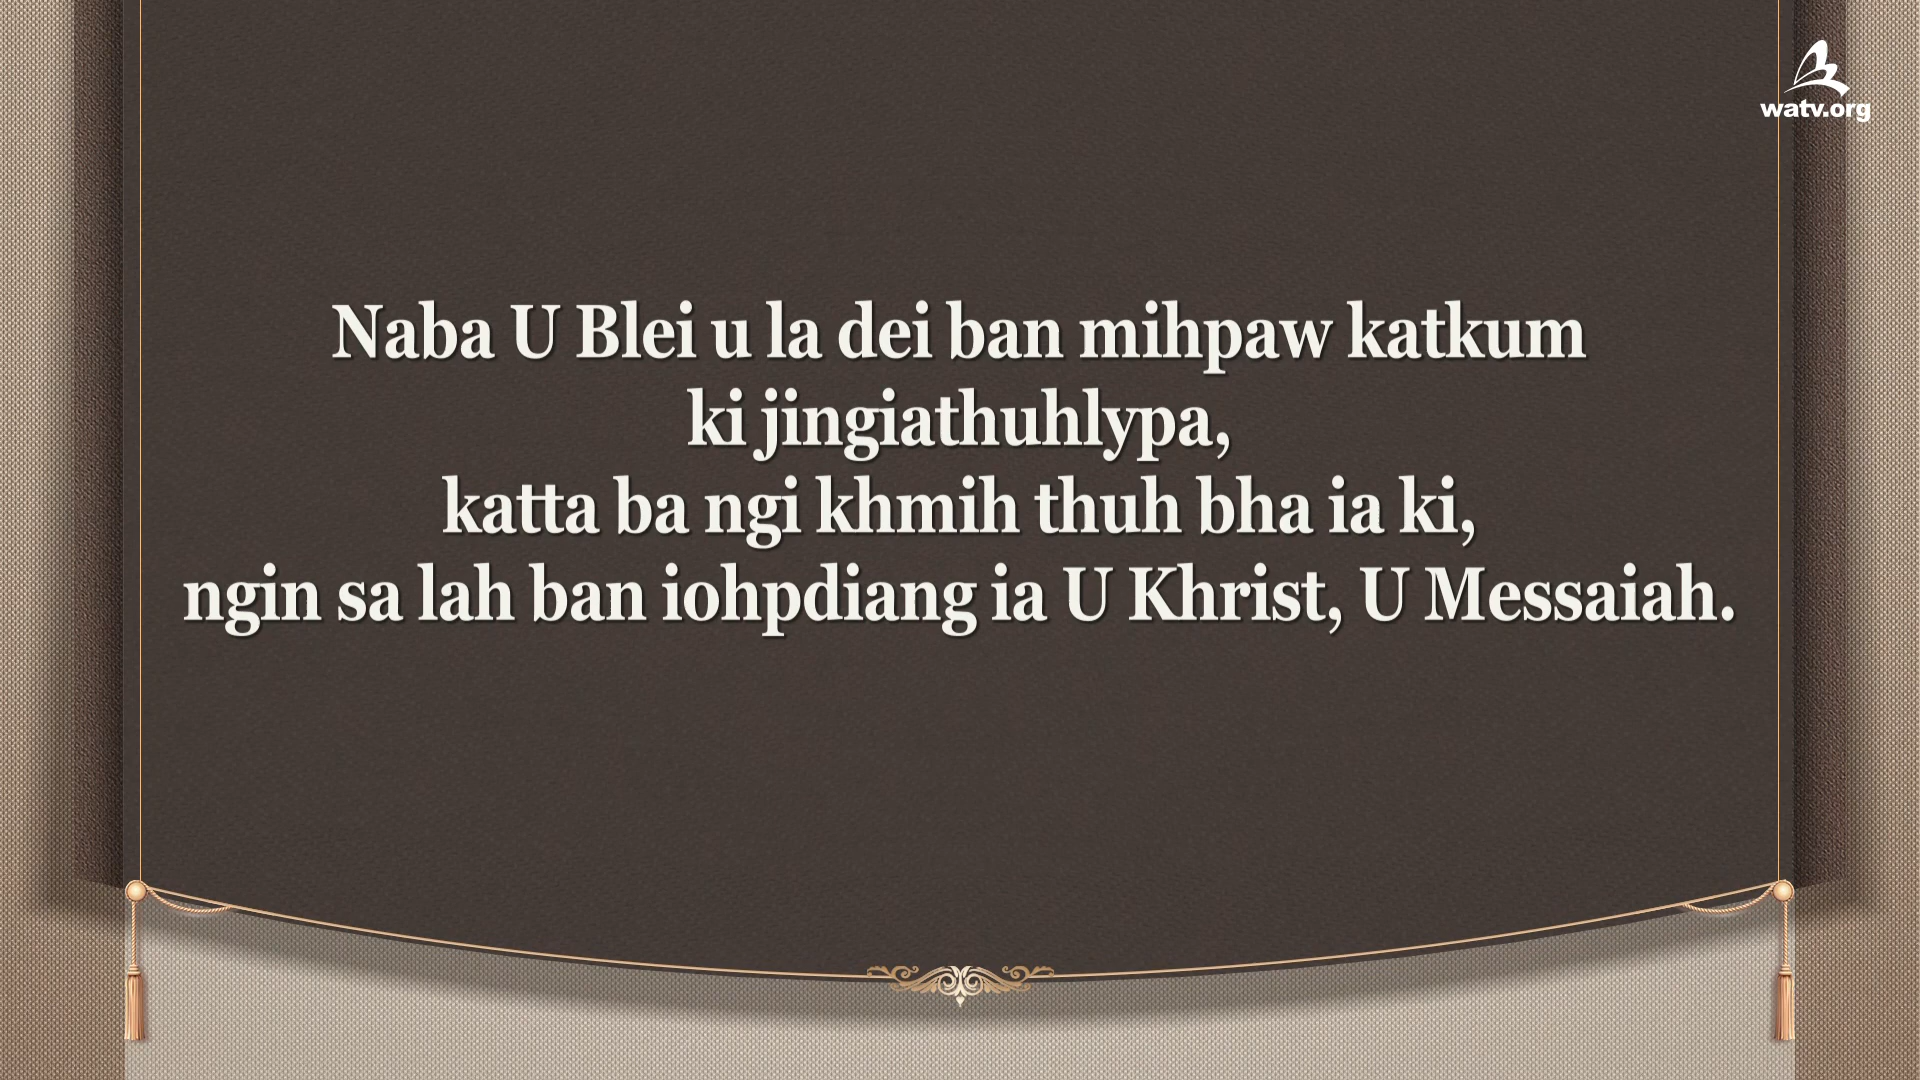 watv.org
Naba U Blei u la dei ban mihpaw katkum
ki jingiathuhlypa,
katta ba ngi khmih thuh bha ia ki,
ngin sa lah ban iohpdiang ia U Khrist, U Messaiah.